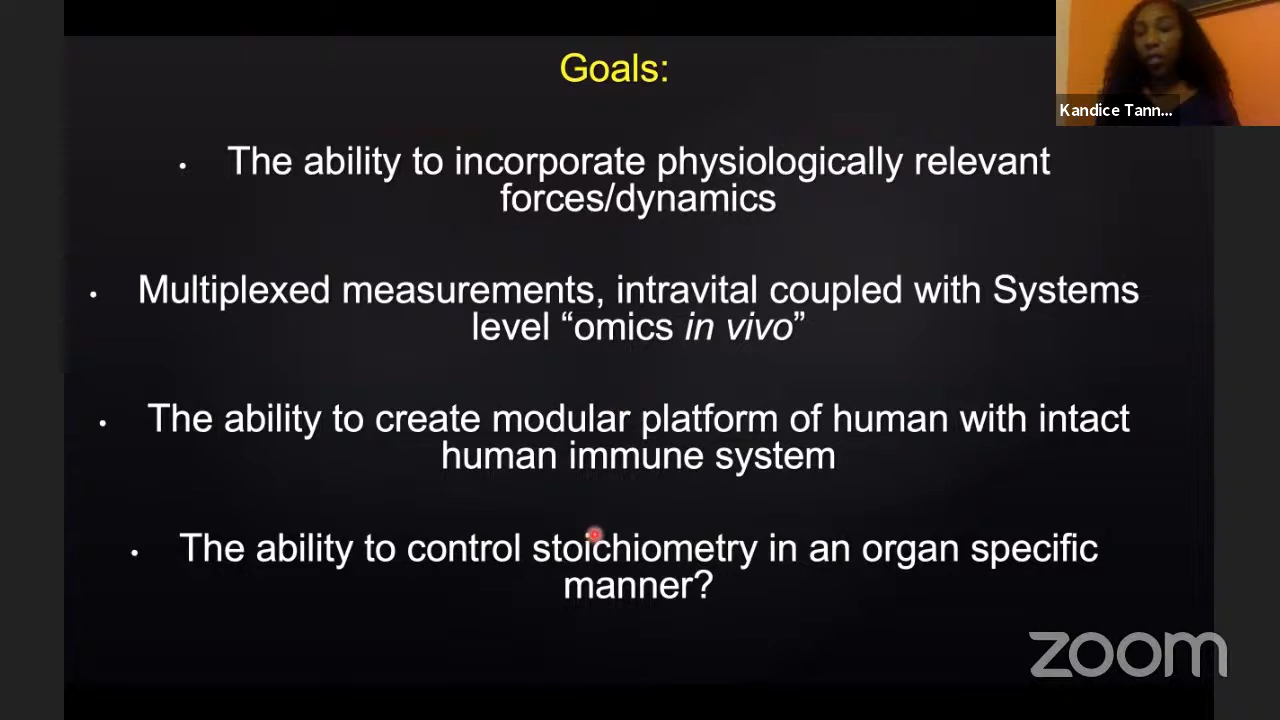 Goals:
Kandice Tann...
• The ability to incorporate physiologically relevant
forces/dynamics
• Multiplexed measurements, intravital coupled with Systems
level “omics in vivo”
• The ability to create modular platform of human with intact
human immune system
• The ability to control stoichiometry in an organ specific
manner?
zoom